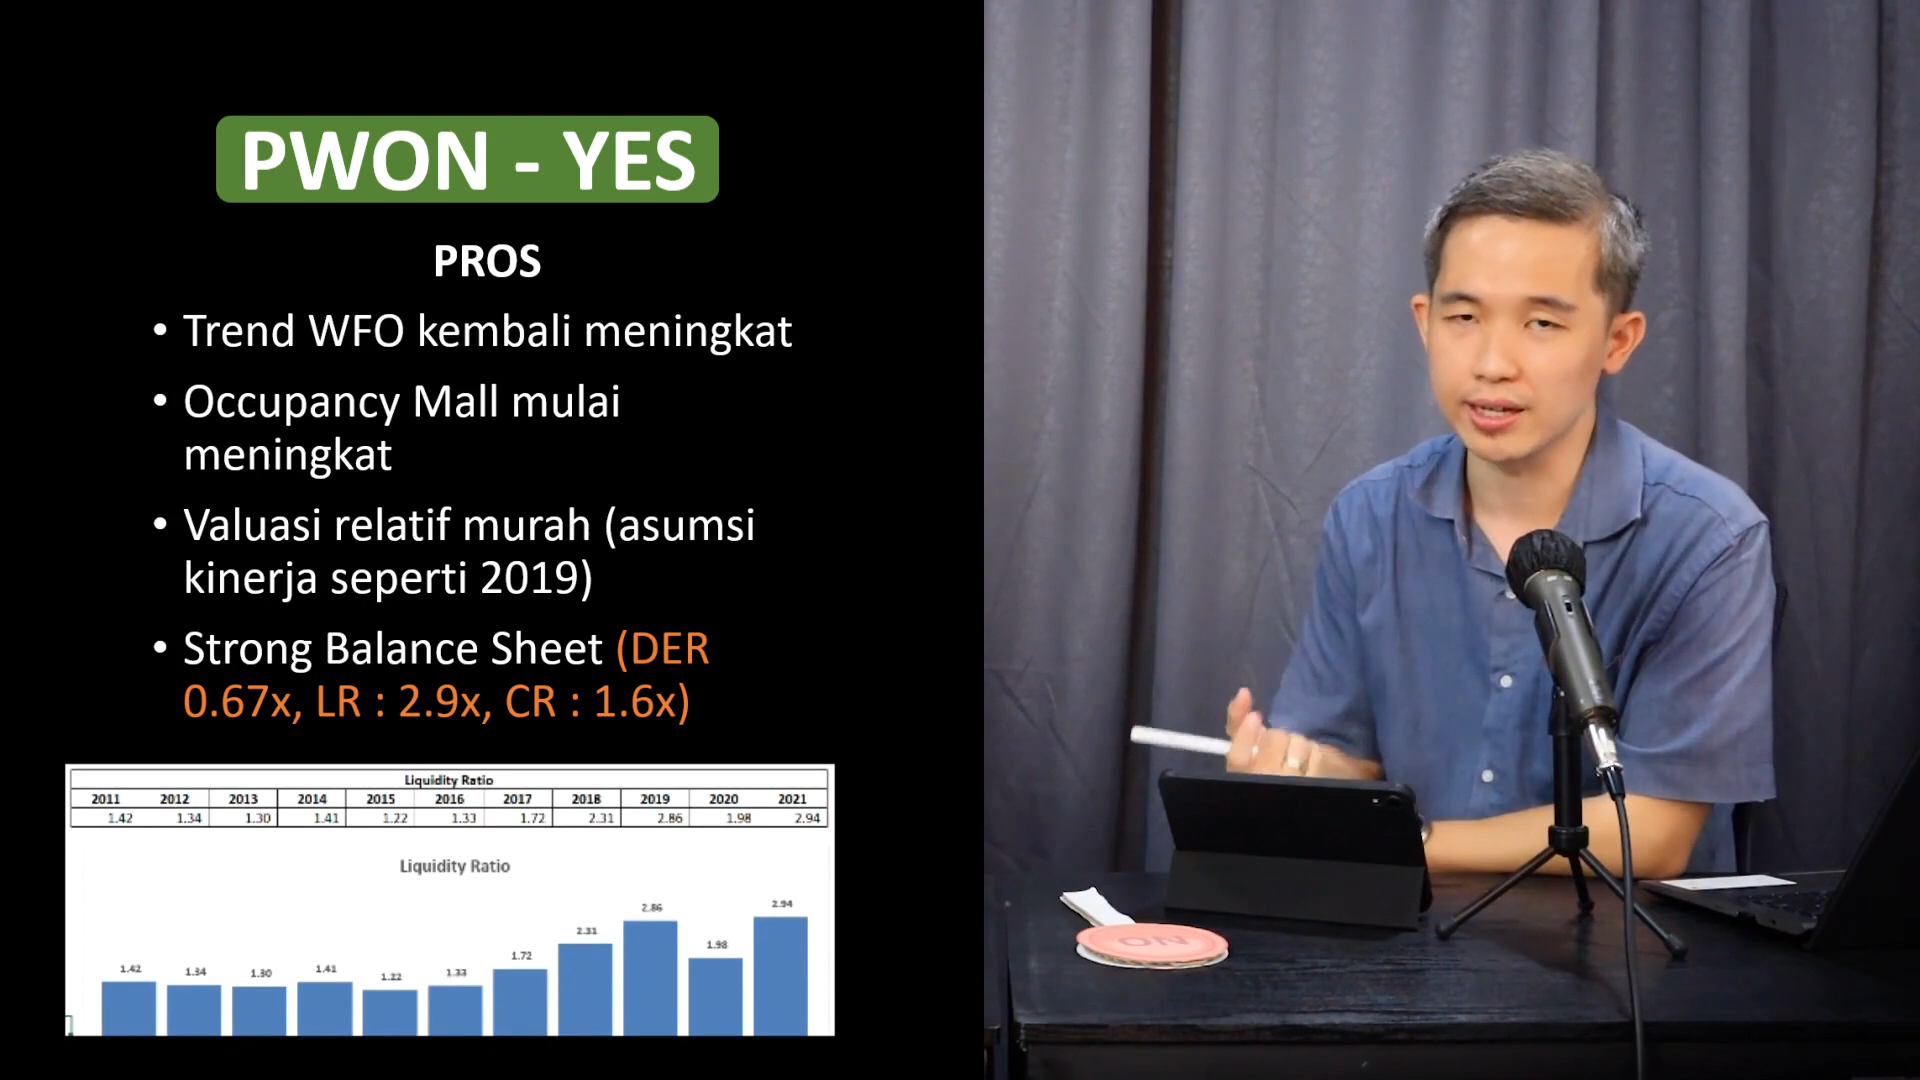 PWON - YES
PROS
• Trend WFO kembali meningkat
• Occupancy Mall mulai
meningkat
• Valuasi relatif murah (asumsi
kinerja seperti 2019)
• Strong Balance Sheet (DER
0.67x, LR : 2.9x, CR : 1.6x)
Liquidity Ratio
2011 2012 2013 2014 2015 2016 2017 2018 2019 2020 2021
1.42 1.34 1.30 1.41 1.22 1.33 1.72 2.31 2.86 1.98 2.94
Liquidity Ratio
1.42 1.34 1.30 1.41 1.22 1.33 1.72 2.31 2.86 1.98 2.94
NO